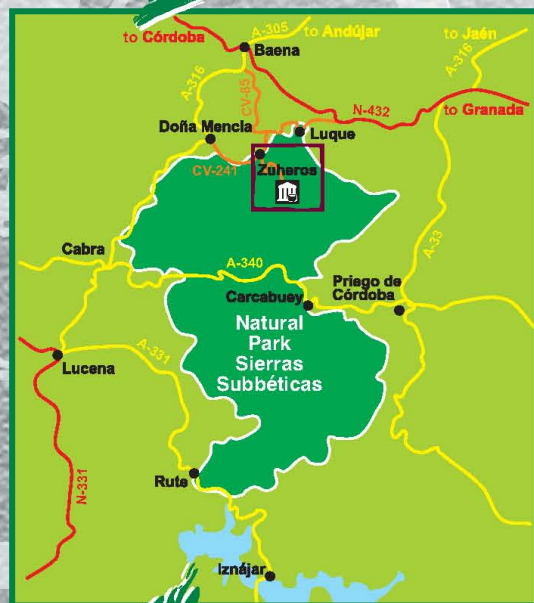 to Córdoba
A-305
to Andújar
to Jaén
Baena
A-316
A-316
CV-65
N-432
to Granada
Doña Mencia
Luque
Zuheros
CV-241
A-33
Cabra
A-340
Priego de
Córdoba
Carcabuey
Natural
Park
Sierras
Subbéticas
A-331
Lucena
N-331
Rute
Iznájar